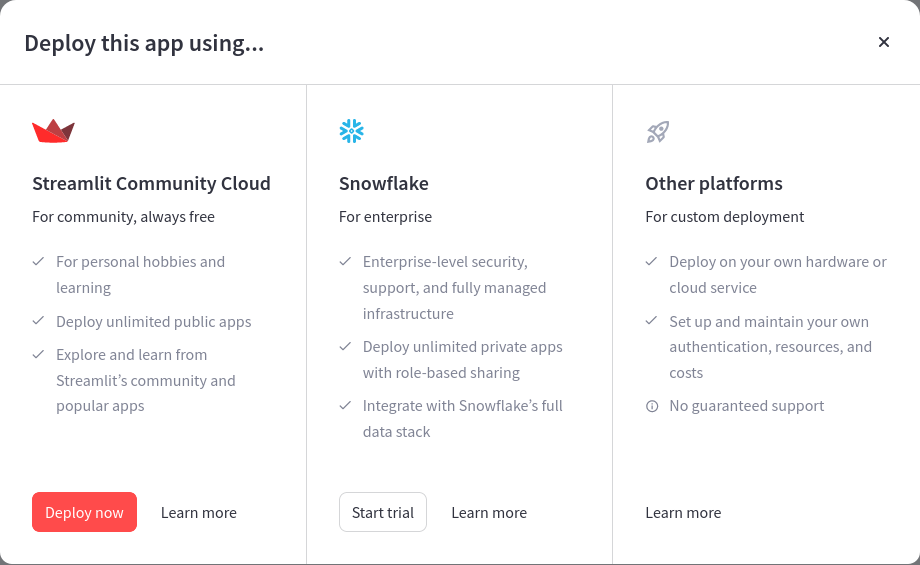 Deploy this app using...
Streamlit Community Cloud
For community, always free
For personal hobbies and
learning
Deploy unlimited public apps
Explore and learn from
Streamlit’s community and
popular apps
Deploy now
Learn more
Snowflake
For enterprise
Enterprise-level security,
support, and fully managed
infrastructure
Deploy unlimited private apps
with role-based sharing
Integrate with Snowflake’s full
data stack
Start trial
Learn more
Other platforms
For custom deployment
Deploy on your own hardware or
cloud service
Set up and maintain your own
authentication, resources, and
costs
No guaranteed support
Learn more